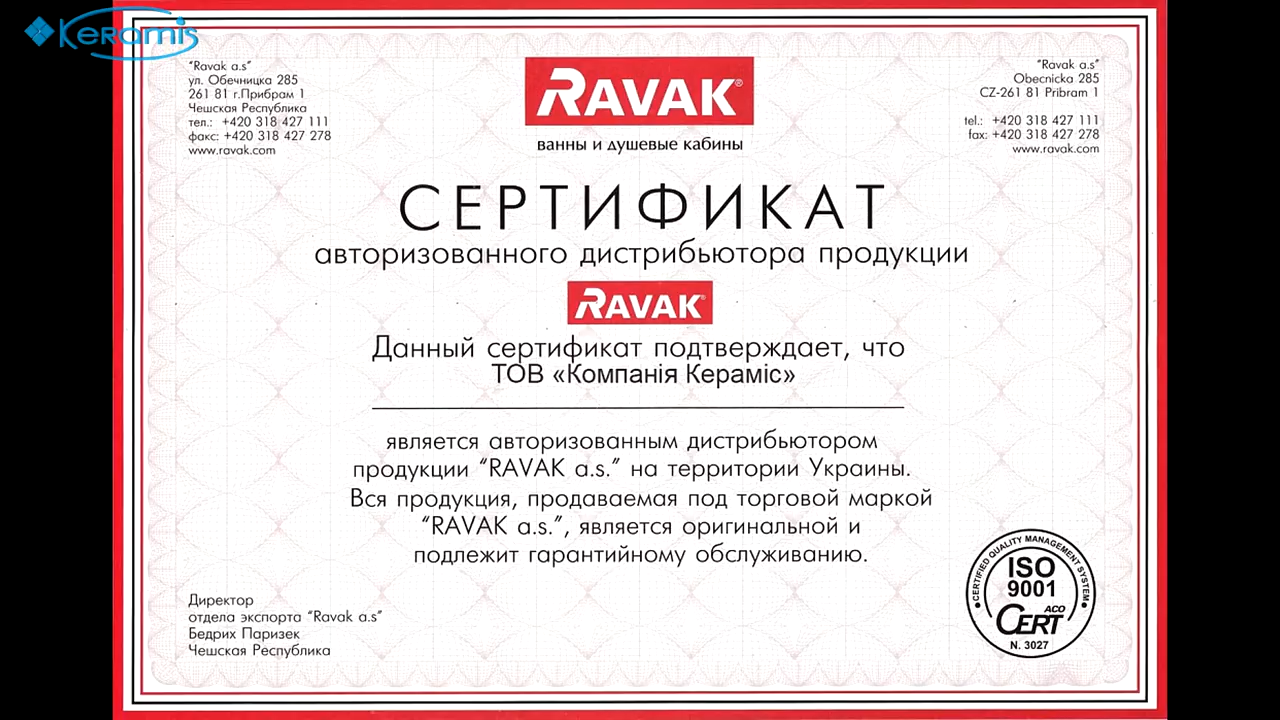 Keramis
"Ravak a.s"
ул. Обечницка 285
261 81 г.Прибрам 1
Чешская Республика
тел.: +420 318 427 111
факс: +420 318 427 278
www.ravak.com
RAVAK®
ванны и душевые кабины
"Ravak a.s"
Obecnicka 285
CZ-261 81 Pribram 1
tel.: +420 318 427 111
fax: +420 318 427 278
www.ravak.com
СЕРТИФИКАТ
авторизованного дистрибьютора продукции
RAVAK®
Данный сертификат подтверждает, что
ТОВ «Компанія Кераміс»
является авторизованным дистрибьютором
продукции "RAVAK a.s." на территории Украины.
Вся продукция, продаваемая под торговой маркой
"RAVAK a.s.", является оригинальной и
подлежит гарантийному обслуживанию.
Директор
отдела экспорта "Ravak a.s"
Бедрих Паризек
Чешская Республика
CERTIFIED QUALITY MANAGEMENT SYSTEM
ISO
9001
ACO
CERT
N. 3027